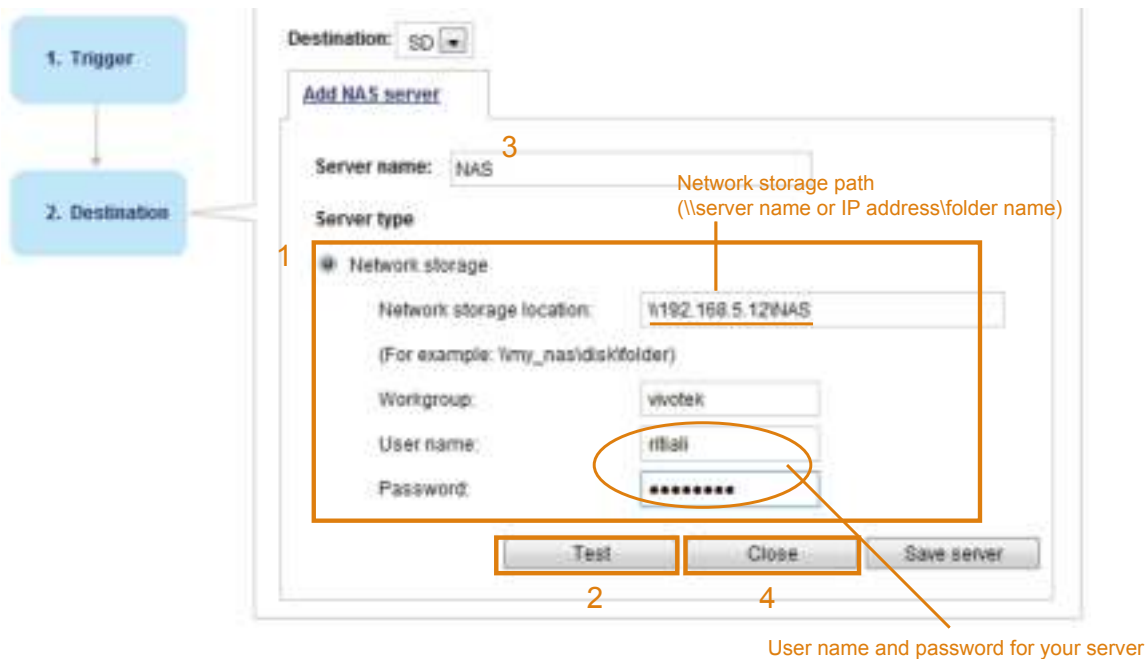 1. Trigger
2. Destination
Destination: SD
Add NAS server
Server name: NAS
3
Network storage path
(\\server name or IP address\folder name)
Server type
1
Network storage
Network storage location: \\192.168.5.12\NAS
(For example: \\my_nas\disk\folder)
Workgroup: vivotek
User name:
Password: ●●●●●●●●
Test Close Save server
2 4
User name and password for your server